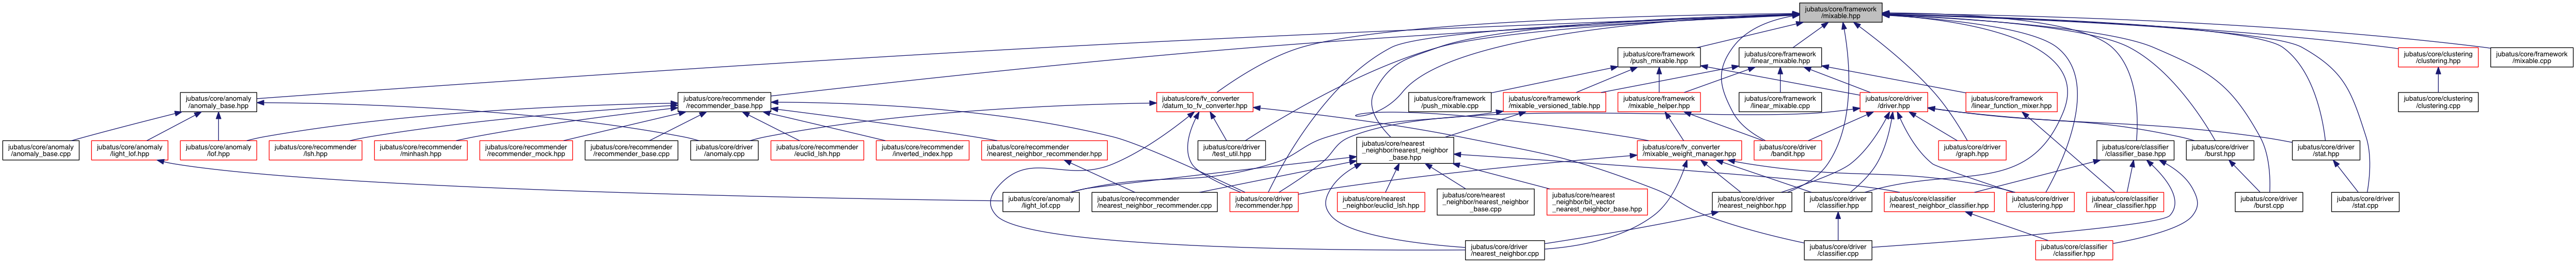 jubatus/core/framework
/mixable.hpp
jubatus/core/framework
/push_mixable.hpp
jubatus/core/framework
/linear_mixable.hpp
jubatus/core/clustering
/clustering.hpp
jubatus/core/framework
/mixable.cpp
jubatus/core/anomaly
/anomaly_base.hpp
jubatus/core/recommender
/recommender_base.hpp
jubatus/core/fv_converter
/datum_to_fv_converter.hpp
jubatus/core/framework
/push_mixable.cpp
jubatus/core/framework
/mixable_versioned_table.hpp
jubatus/core/framework
/mixable_helper.hpp
jubatus/core/framework
/linear_mixable.cpp
jubatus/core/driver
/driver.hpp
jubatus/core/framework
/linear_function_mixer.hpp
jubatus/core/clustering
/clustering.cpp
jubatus/core/anomaly
/anomaly_base.cpp
jubatus/core/anomaly
/light_lof.hpp
jubatus/core/anomaly
/lof.hpp
jubatus/core/recommender
/lsh.hpp
jubatus/core/recommender
/minhash.hpp
jubatus/core/recommender
/recommender_mock.hpp
jubatus/core/recommender
/recommender_base.cpp
jubatus/core/driver
/anomaly.cpp
jubatus/core/recommender
/euclid_lsh.hpp
jubatus/core/recommender
/inverted_index.hpp
jubatus/core/recommender
/nearest_neighbor_recommender.hpp
jubatus/core/driver
/test_util.hpp
jubatus/core/nearest
_neighbor/nearest_neighbor
_base.hpp
jubatus/core/fv_converter
/mixable_weight_manager.hpp
jubatus/core/driver
/bandit.hpp
jubatus/core/driver
/graph.hpp
jubatus/core/classifier
/classifier_base.hpp
jubatus/core/driver
/burst.hpp
jubatus/core/driver
/stat.hpp
jubatus/core/anomaly
/light_lof.cpp
jubatus/core/recommender
/nearest_neighbor_recommender.cpp
jubatus/core/driver
/recommender.hpp
jubatus/core/nearest
_neighbor/euclid_lsh.hpp
jubatus/core/nearest
_neighbor/nearest_neighbor
_base.cpp
jubatus/core/nearest
_neighbor/bit_vector
_nearest_neighbor_base.hpp
jubatus/core/driver
/nearest_neighbor.hpp
jubatus/core/driver
/classifier.hpp
jubatus/core/classifier
/nearest_neighbor_classifier.hpp
jubatus/core/driver
/clustering.hpp
jubatus/core/classifier
/linear_classifier.hpp
jubatus/core/driver
/burst.cpp
jubatus/core/driver
/stat.cpp
jubatus/core/driver
/nearest_neighbor.cpp
jubatus/core/driver
/classifier.cpp
jubatus/core/classifier
/classifier.hpp